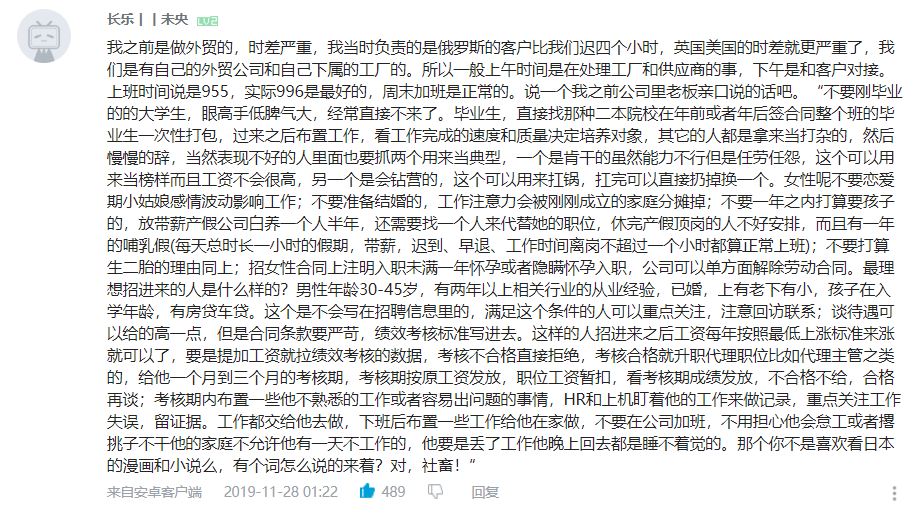 长乐丨丨未央 LV2
我之前是做外贸的，时差严重，我当时负责的是俄罗斯的客户比我们迟四个小时，英国美国的时差就更严重了，我
们是有自己的外贸公司和自己下属的工厂的。所以一般上午时间是在处理工厂和供应商的事，下午是和客户对接。
上班时间说是955，实际996是最好的，周末加班是正常的。说一个我之前公司里老板亲口说的话吧。“不要刚毕业
的的大学生，眼高手低脾气大，经常直接不来了。毕业生，直接找那种二本院校在年前或者年后签合同整个班的毕
业生一次性打包，过来之后布置工作，看工作完成的速度和质量决定培养对象，其它的人都是拿来当打杂的，然后
慢慢的辞，当然表现不好的人里面也要抓两个用来当典型，一个是肯干的虽然能力不行但是任劳任怨，这个可以用
来当榜样而且工资不会很高，另一个是会钻营的，这个可以用来扛锅，扛完可以直接扔掉换一个。女性呢不要恋爱
期小姑娘感情波动影响工作；不要准备结婚的，工作注意力会被刚刚成立的家庭分摊掉；不要一年之内打算要孩子
的，放带薪产假公司白养一个人半年，还需要找一个人来代替她的职位，休完产假顶岗的人不好安排，而且有一年
的哺乳假(每天总时长一小时的假期，带薪，迟到、早退、工作时间离岗不超过一个小时都算正常上班)；不要打算
生二胎的理由同上；招女性合同上注明入职未满一年怀孕或者隐瞒怀孕入职，公司可以单方面解除劳动合同。最理
想招进来的人是什么样的？男性年龄30-45岁，有两年以上相关行业的从业经验，已婚，上有老下有小，孩子在入
学年龄，有房贷车贷。这个是不会写在招聘信息里的，满足这个条件的人可以重点关注，注意回访联系；谈待遇可
以给的高一点，但是合同条款要严苛，绩效考核标准写进去。这样的人招进来之后工资每年按照最低上涨标准来涨
就可以了，要是提加工资就拉绩效考核的数据，考核不合格直接拒绝，考核合格就升职代理职位比如代理主管之类
的，给他一个月到三个月的考核期，考核期按原工资发放，职位工资暂扣，看考核期成绩发放，不合格不给，合格
再谈；考核期内布置一些他不熟悉的工作或者容易出问题的事情，HR和上机盯着他的工作来做记录，重点关注工作
失误，留证据。工作都交给他去做，下班后布置一些工作给他在家做，不要在公司加班，不用担心他会怠工或者撂
挑子不干他的家庭不允许他有一天不工作的，他要是丢了工作他晚上回去都是睡不着觉的。那个你不是喜欢看日本
的漫画和小说么，有个词怎么说的来着？对，社畜！”
来自安卓客户端 2019-11-28 01:22 489 回复